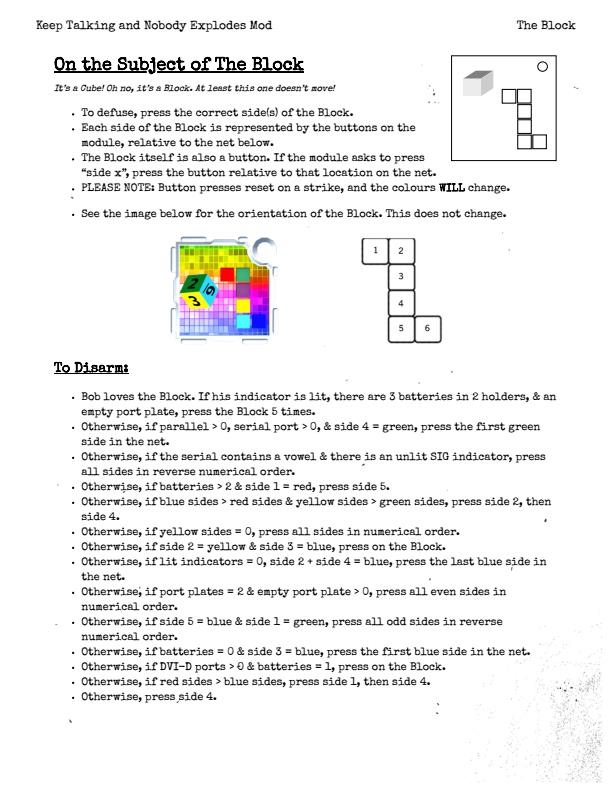 Keep Talking and Nobody Explodes Mod The Block
On the Subject of The Block
It's a Cube! Oh no, it's a Block. At least this one doesn't move!
• To defuse, press the correct side(s) of the Block.
• Each side of the Block is represented by the buttons on the
module, relative to the net below.
• The Block itself is also a button. If the module asks to press
"side x", press the button relative to that location on the net.
• PLEASE NOTE: Button presses reset on a strike, and the colours WILL change.
• See the image below for the orientation of the Block. This does not change.
2 6 3
1 2
3
4
5 6
To Disarm:
• Bob loves the Block. If his indicator is lit, there are 3 batteries in 2 holders, & an
empty port plate, press the Block 5 times.
• Otherwise, if parallel > 0, serial port > 0, & side 4 = green, press the first green
side in the net.
• Otherwise, if the serial contains a vowel & there is an unlit SIG indicator, press
all sides in reverse numerical order.
• Otherwise, if batteries > 2 & side 1 = red, press side 5.
• Otherwise, if blue sides > red sides & yellow sides > green sides, press side 2, then
side 4.
• Otherwise, if yellow sides = 0, press all sides in numerical order.
• Otherwise, if side 2 = yellow & side 3 = blue, press on the Block.
• Otherwise, if lit indicators = 0, side 2 + side 4 = blue, press the last blue side in
the net.
• Otherwise, if port plates = 2 & empty port plate > 0, press all even sides in
numerical order.
• Otherwise, if side 5 = blue & side 1 = green, press all odd sides in reverse
numerical order.
• Otherwise, if batteries = 0 & side 3 = blue, press the first blue side in the net.
• Otherwise, if DVI-D ports > 0 & batteries = 1, press on the Block.
• Otherwise, if red sides > blue sides, press side 1, then side 4.
• Otherwise, press side 4.